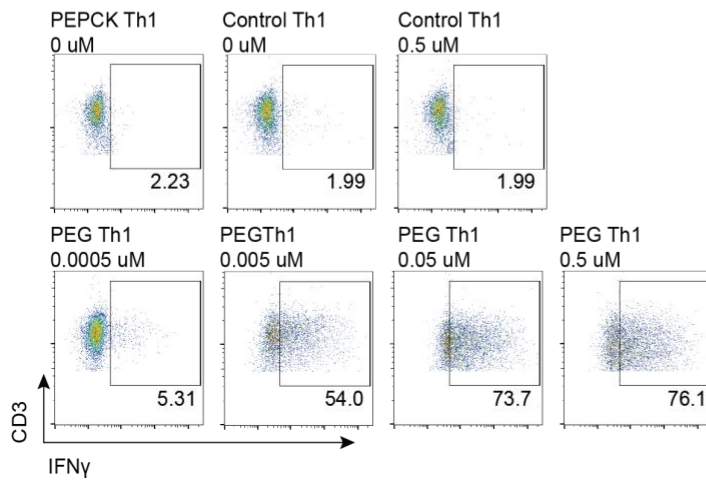 PEPCK Th1
0 uM
Control Th1
0 uM
Control Th1
0.5 uM
2.23
1.99
1.99
PEG Th1
0.0005 uM
PEGTh1
0.005 uM
PEG Th1
0.05 uM
PEG Th1
0.5 uM
5.31
54.0
73.7
76.1
CD3
IFNγ